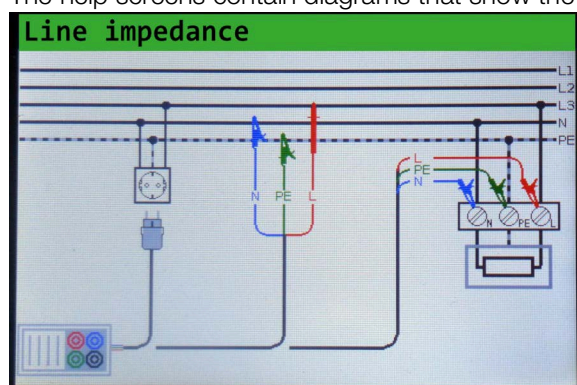 The help screens contain diagrams that show the
Line impedance
L1
L2
L3
N
PE
L
PE
N
N PE L
N PE L